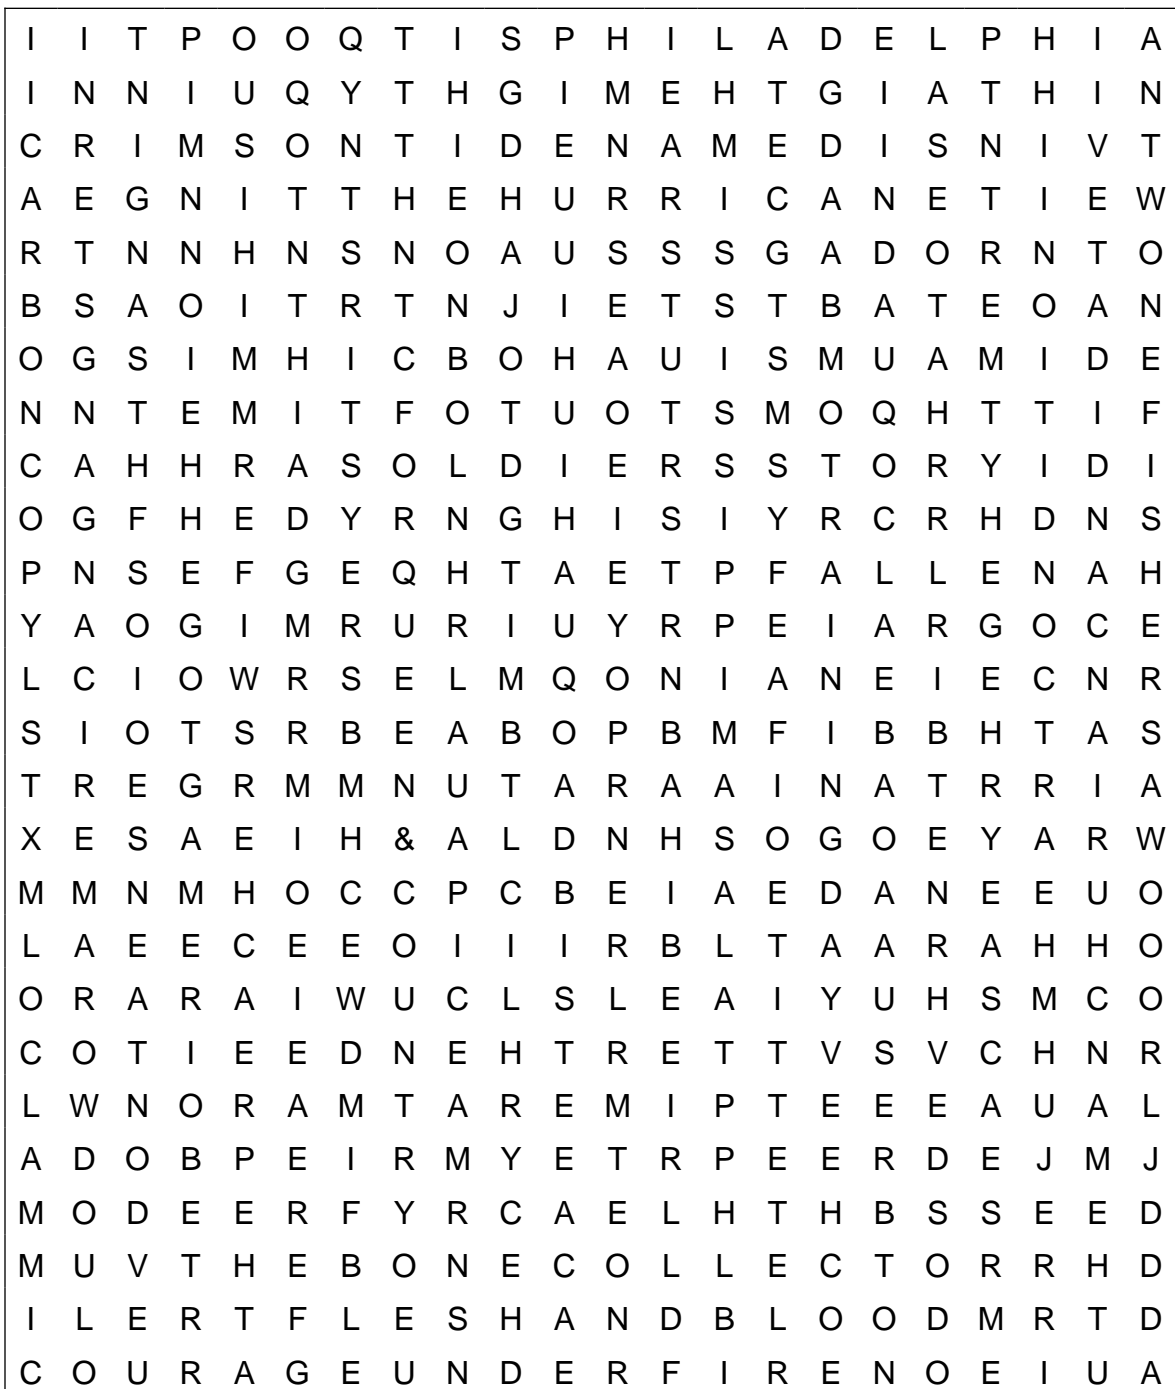 I I T P O O Q T I S P H I L A D E L P H I A
I N N I U Q Y T H G I M E H T G I A T H I N
C R I M S O N T I D E N A M E D I S N I V T
A E G N I T T H E H U R R I C A N E T I E W
R T N N H N S N O A U S S S G A D O R N T O
B S A O I T R T N J I E T S T B A T E O A N
O G S I M H I C B O H A U I S M U A M I D E
N N T E M I T F O T U O T S M O Q H T T I F
C A H H R A S O L D I E R S S T O R Y I D I
O G F H E D Y R N G H I S I Y R C R H D N S
P N S E F G E Q H T A E T P F A L L E N A H
Y A O G I M R U R I U Y R P E I A R G O C E
L C I O W R S E L M Q O N I A N E I E C N R
S I O T S R B E A B O P B M F I B B H T A S
T R E G R M M N U T A R A A I N A T R R I A
X E S A E I H & A L D N H S O G O E Y A R W
M M N M H O C C P C B E I A E D A N E E U O
L A E E C E E O I I I R B L T A A R A H H O
O R A R A I W U C L S L E A I Y U H S M C O
C O T I E E D N E H T R E T T V S V C H N R
L W N O R A M T A R E M I P T E E E A U A L
A D O B P E I R M Y E T R P E E R D E J M J
M O D E E R F Y R C A E L H T H B S S E E D
M U V T H E B O N E C O L L E C T O R R H D
I L E R T F L E S H A N D B L O O D M R T D
C O U R A G E U N D E R F I R E N O E I U A